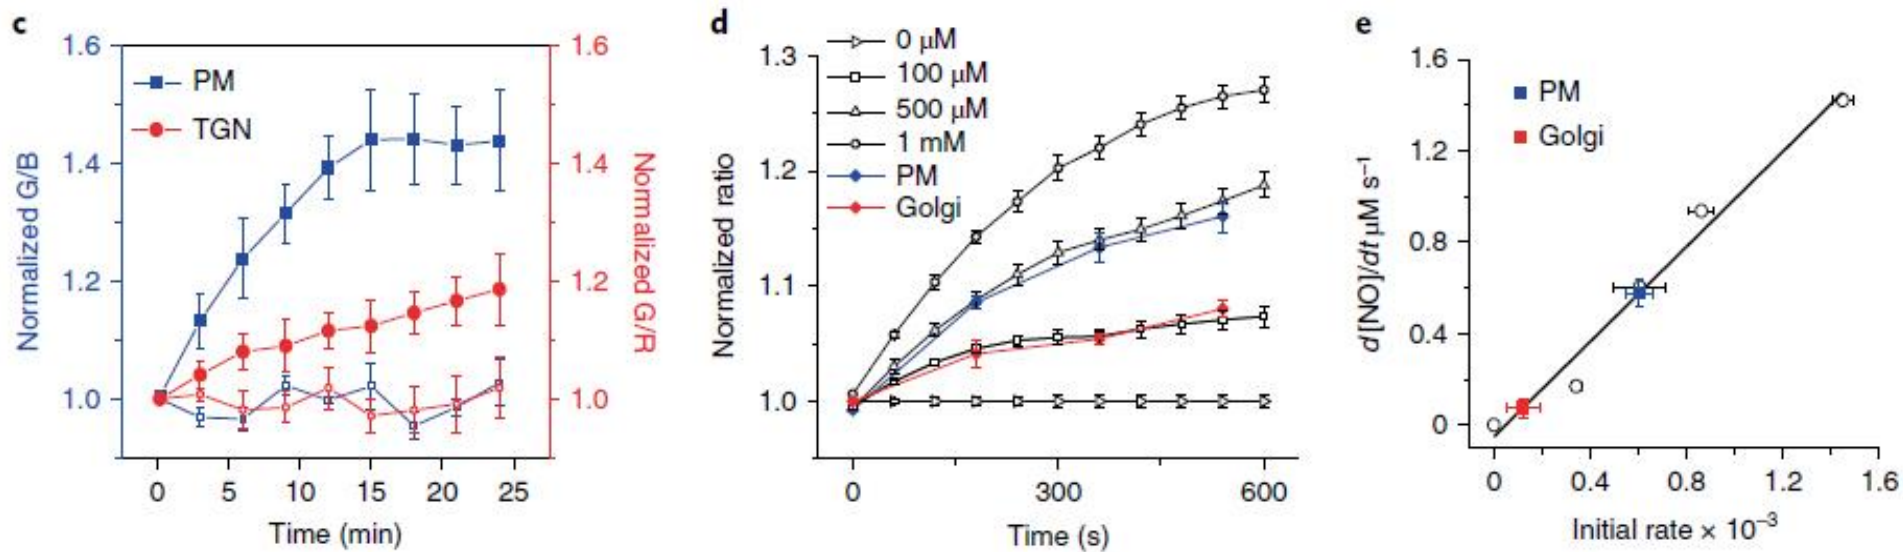 c
Normalized G/B
1.6
1.4
1.2
1.0
PM
TGN
1.6
1.4
1.2
1.0
Normalized G/R
0 5 10 15 20 25
Time (min)
d
Normalized ratio
1.3
1.2
1.1
1.0
0 μM
100 μM
500 μM
1 mM
PM
Golgi
0 300 600
Time (s)
e
d[NO]/dt μM s⁻¹
1.6
1.2
0.8
0.4
0
PM
Golgi
0 0.4 0.8 1.2 1.6
Initial rate × 10⁻³